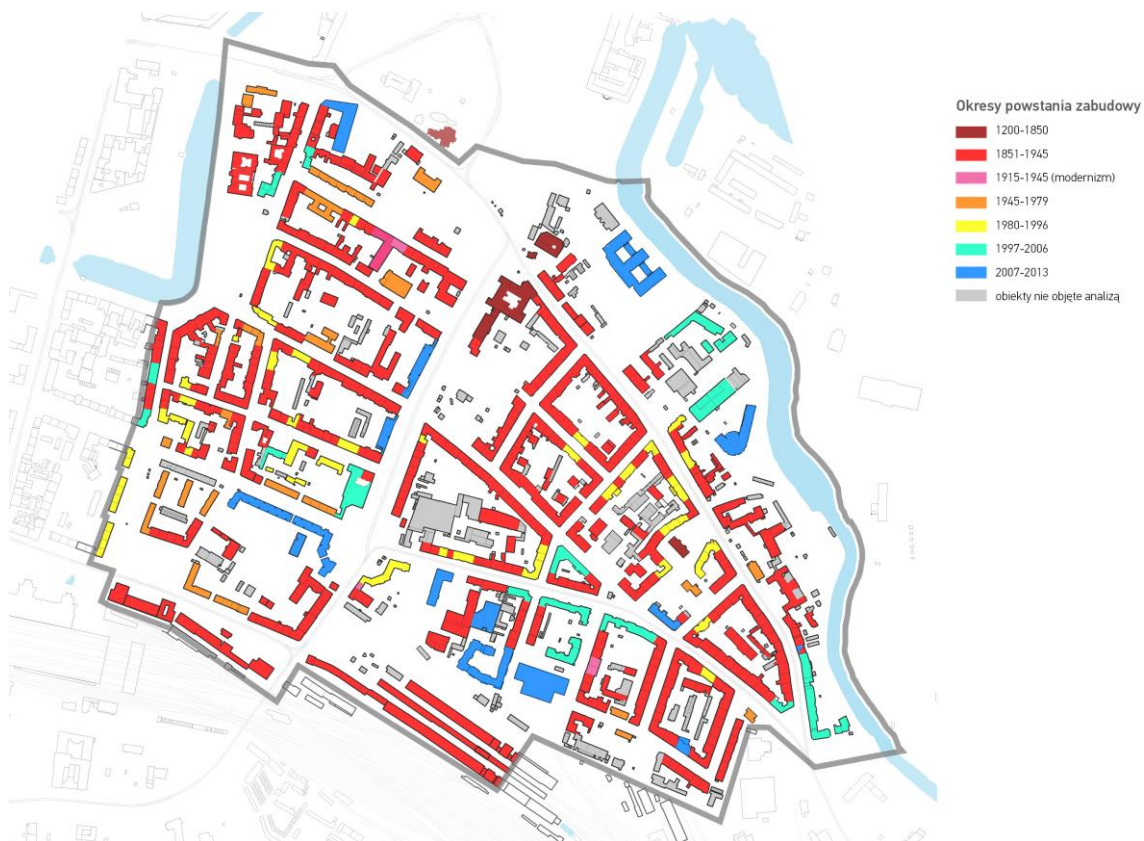 Okresy powstania zabudowy
1200-1850
1851-1945
1915-1945 (modernizm)
1945-1979
1980-1996
1997-2006
2007-2013
obiekty nie objęte analizą